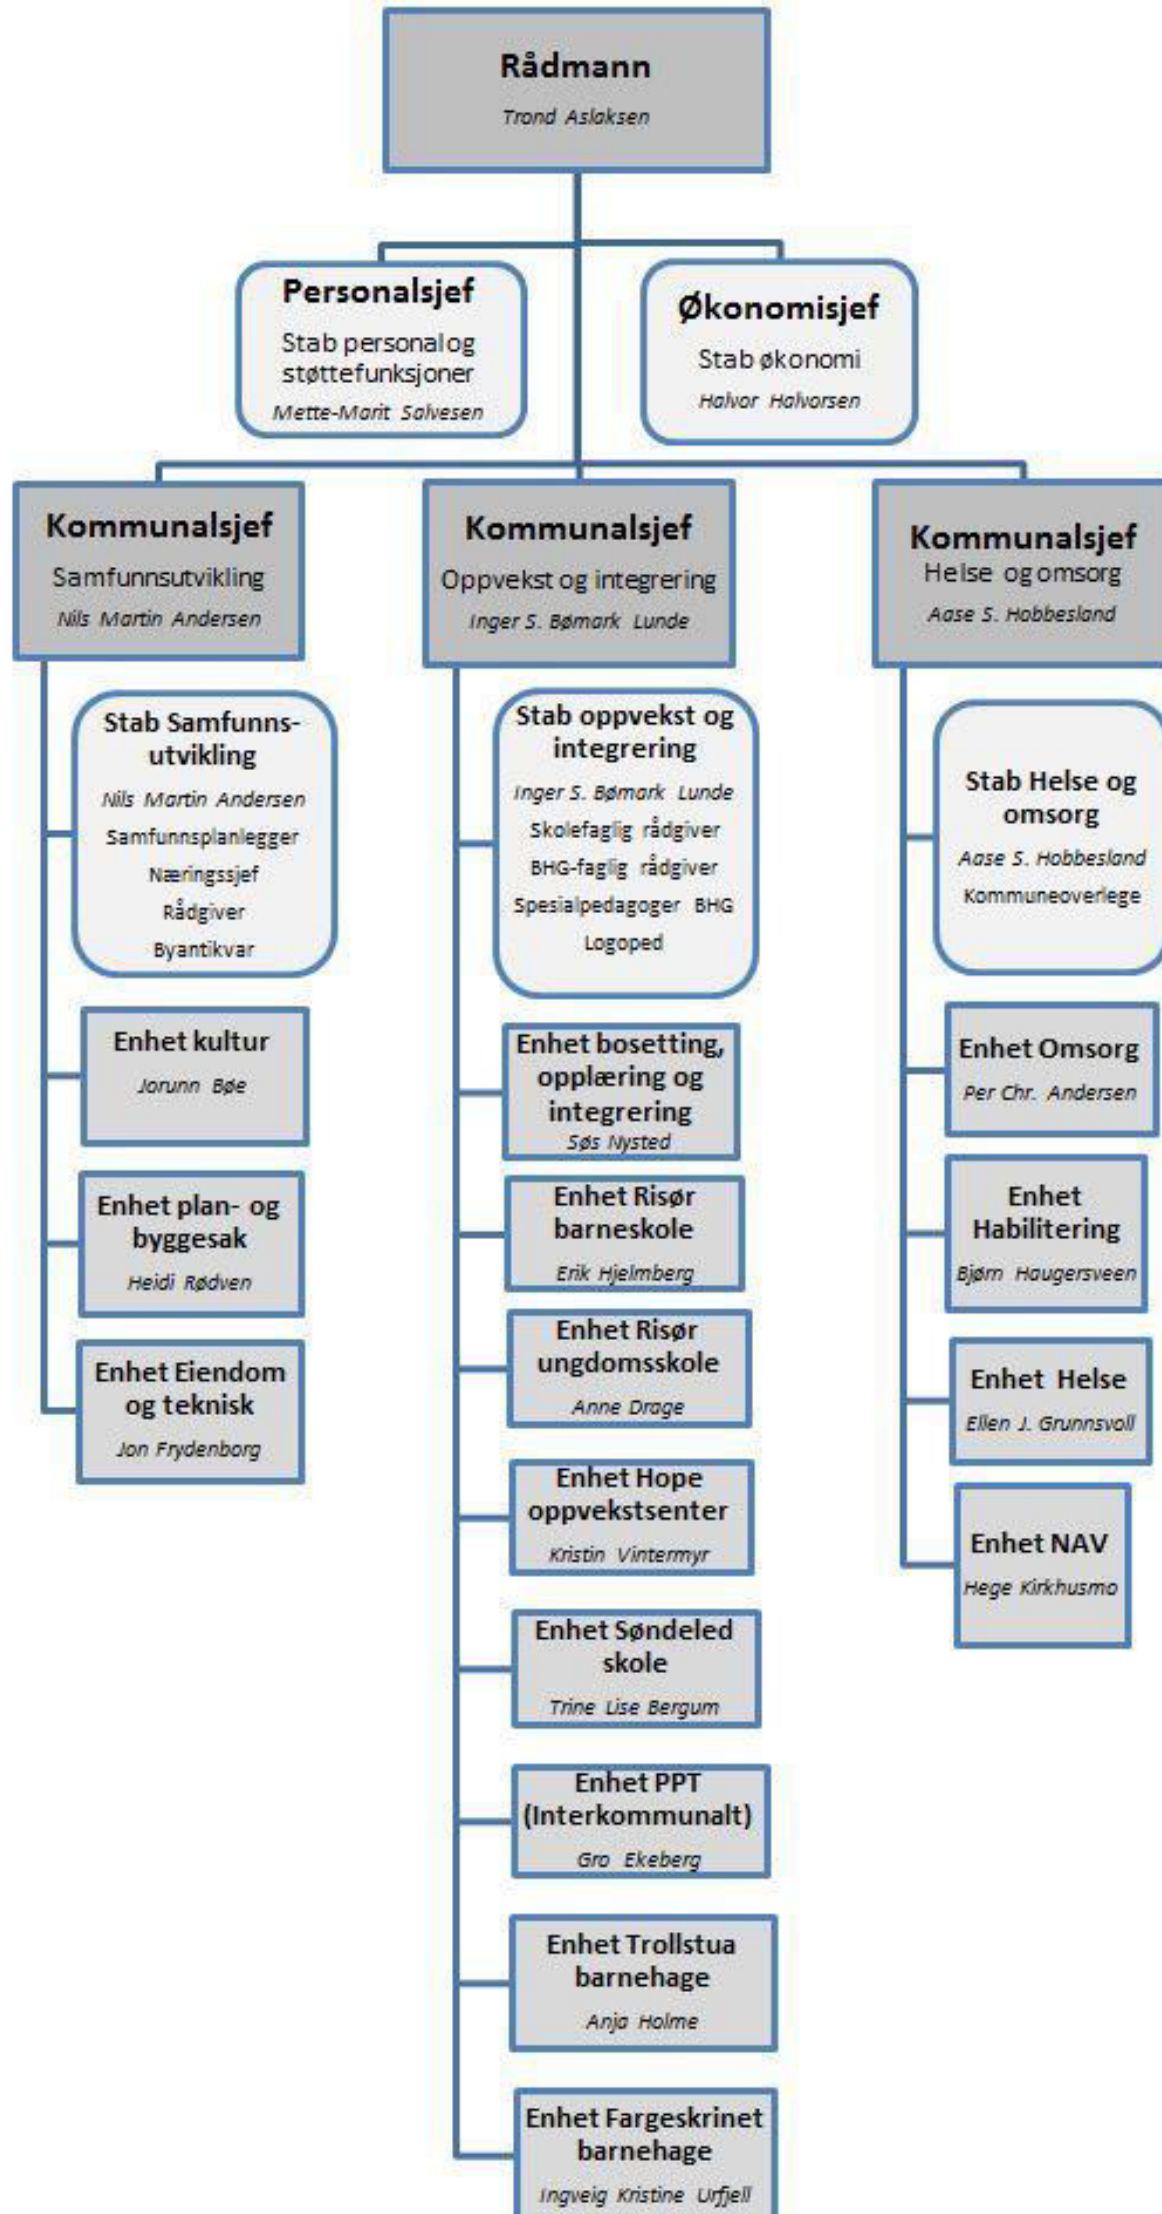 Rådmann
Trond Aslaksen
Personalsjef
Stab personal og
støttefunksjoner
Mette-Marit Salvesen
Økonomisjef
Stab økonomi
Halvor Halvorsen
Kommunalsjef
Samfunnsutvikling
Nils Martin Andersen
Stab Samfunns-
utvikling
Nils Martin Andersen
Samfunnsplanlegger
Næringssjef
Rådgiver
Byantikvar
Enhet kultur
Jorunn Bøe
Enhet plan- og
byggesak
Heidi Rødven
Enhet Eiendom
og teknisk
Jon Frydenborg
Kommunalsjef
Oppvekst og integrering
Inger S. Bømark Lunde
Stab oppvekst og
integrering
Inger S. Bømark Lunde
Skolefaglig rådgiver
BHG-faglig rådgiver
Spesialpedagoger BHG
Logoped
Enhet bosetting,
opplæring og
integrering
Søs Nysted
Enhet Risør
barneskole
Erik Hjelmberg
Enhet Risør
ungdomsskole
Anne Drage
Enhet Hope
oppvekstsenter
Kristin Vintermyr
Enhet Søndeled
skole
Trine Lise Bergum
Enhet PPT
(Interkommunalt)
Gro Ekeberg
Enhet Trollstua
barnehage
Anja Holme
Enhet Fargeskrinet
barnehage
Ingveig Kristine Urfjell
Kommunalsjef
Helse og omsorg
Aase S. Hobbesland
Stab Helse og
omsorg
Aase S. Hobbesland
Kommuneoverlege
Enhet Omsorg
Per Chr. Andersen
Enhet
Habilitering
Bjørn Haugersveen
Enhet Helse
Ellen J. Grunnsvoll
Enhet NAV
Hege Kirkhusmo